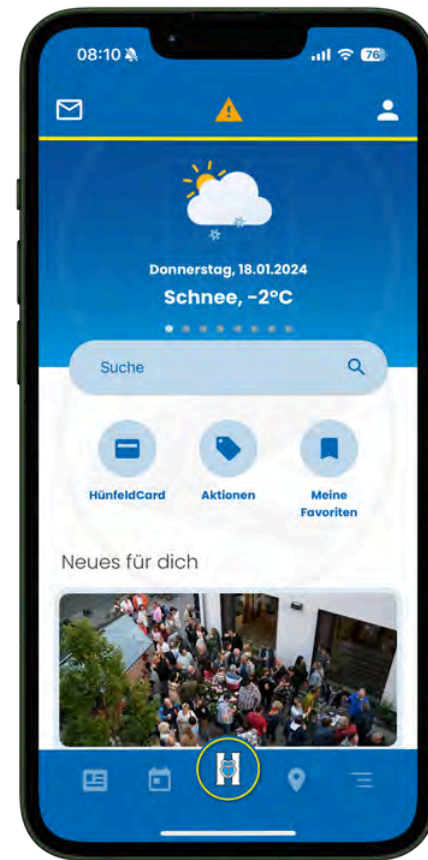 08:10
76
Donnerstag, 18.01.2024
Schnee, -2°C
Suche
HünfeldCard
Aktionen
Meine
Favoriten
Neues für dich
H